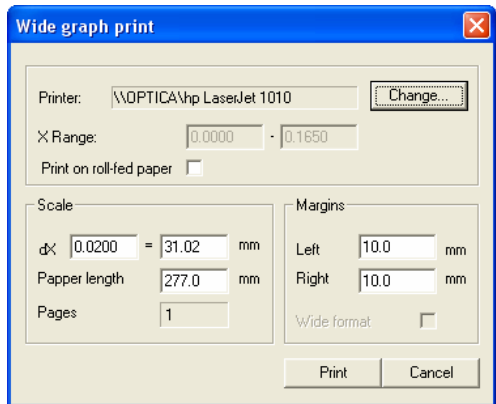 Wide graph print
Printer: \\OPTICA\hp LaserJet 1010 Change...
X Range: 0.0000 - 0.1650
Print on roll-fed paper
Scale
dX 0.0200 = 31.02 mm
Papper length 277.0 mm
Pages 1
Margins
Left 10.0 mm
Right 10.0 mm
Wide format
Print Cancel